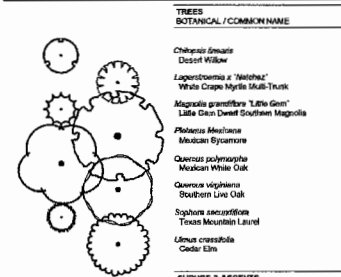 TREES
BOTANICAL / COMMON NAME
Chilopsis linearis
Desert Willow
Lagerstroemia x "Natchez"
White Crape Myrtle Multi-Trunk
Magnolia grandiflora "Little Gem"
Little Gem Dwarf Southern Magnolia
Platanus Mexicana
Mexican Sycamore
Quercus polymorpha
Mexican White Oak
Quercus virginiana
Southern Live Oak
Sophora secundiflora
Texas Mountain Laurel
Ulmus crassifolia
Cedar Elm
SHRUBS & ACCENTS